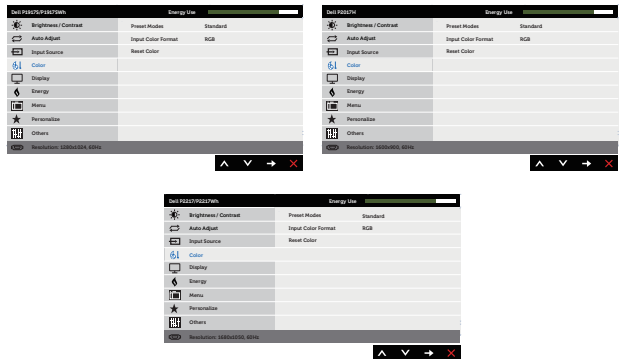 Dell P1917S/P1917SWh Energy Use
Brightness / Contrast Preset Modes Standard
Auto Adjust Input Color Format RGB
Input Source Reset Color
Color
Display
Energy
Menu
Personalize
Others
Resolution: 1280x1024, 60Hz
Dell P2017H Energy Use
Brightness / Contrast Preset Modes Standard
Auto Adjust Input Color Format RGB
Input Source Reset Color
Color
Display
Energy
Menu
Personalize
Others
Resolution: 1600x900, 60Hz
Dell P2217/P2217Wh Energy Use
Brightness / Contrast Preset Modes Standard
Auto Adjust Input Color Format RGB
Input Source Reset Color
Color
Display
Energy
Menu
Personalize
Others
Resolution: 1680x1050, 60Hz